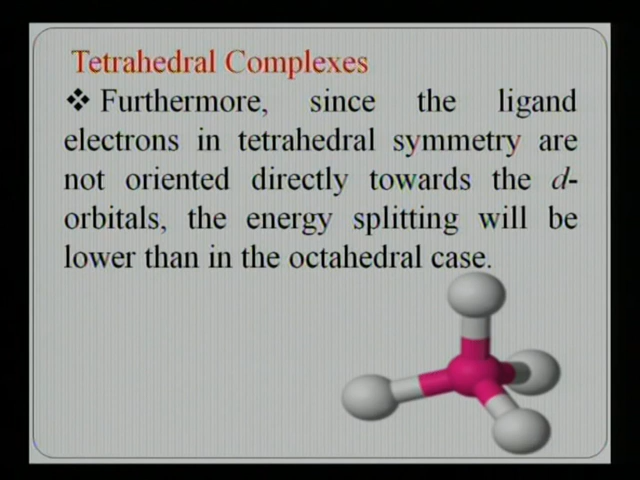 Tetrahedral Complexes
❖ Furthermore, since the ligand
electrons in tetrahedral symmetry are
not oriented directly towards the d-
orbitals, the energy splitting will be
lower than in the octahedral case.